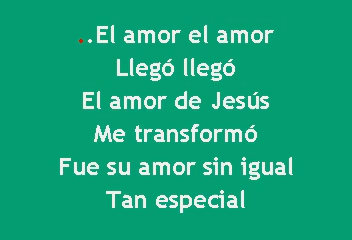 ..El amor el amor
Llegó llegó
El amor de Jesús
Me transformó
Fue su amor sin igual
Tan especial